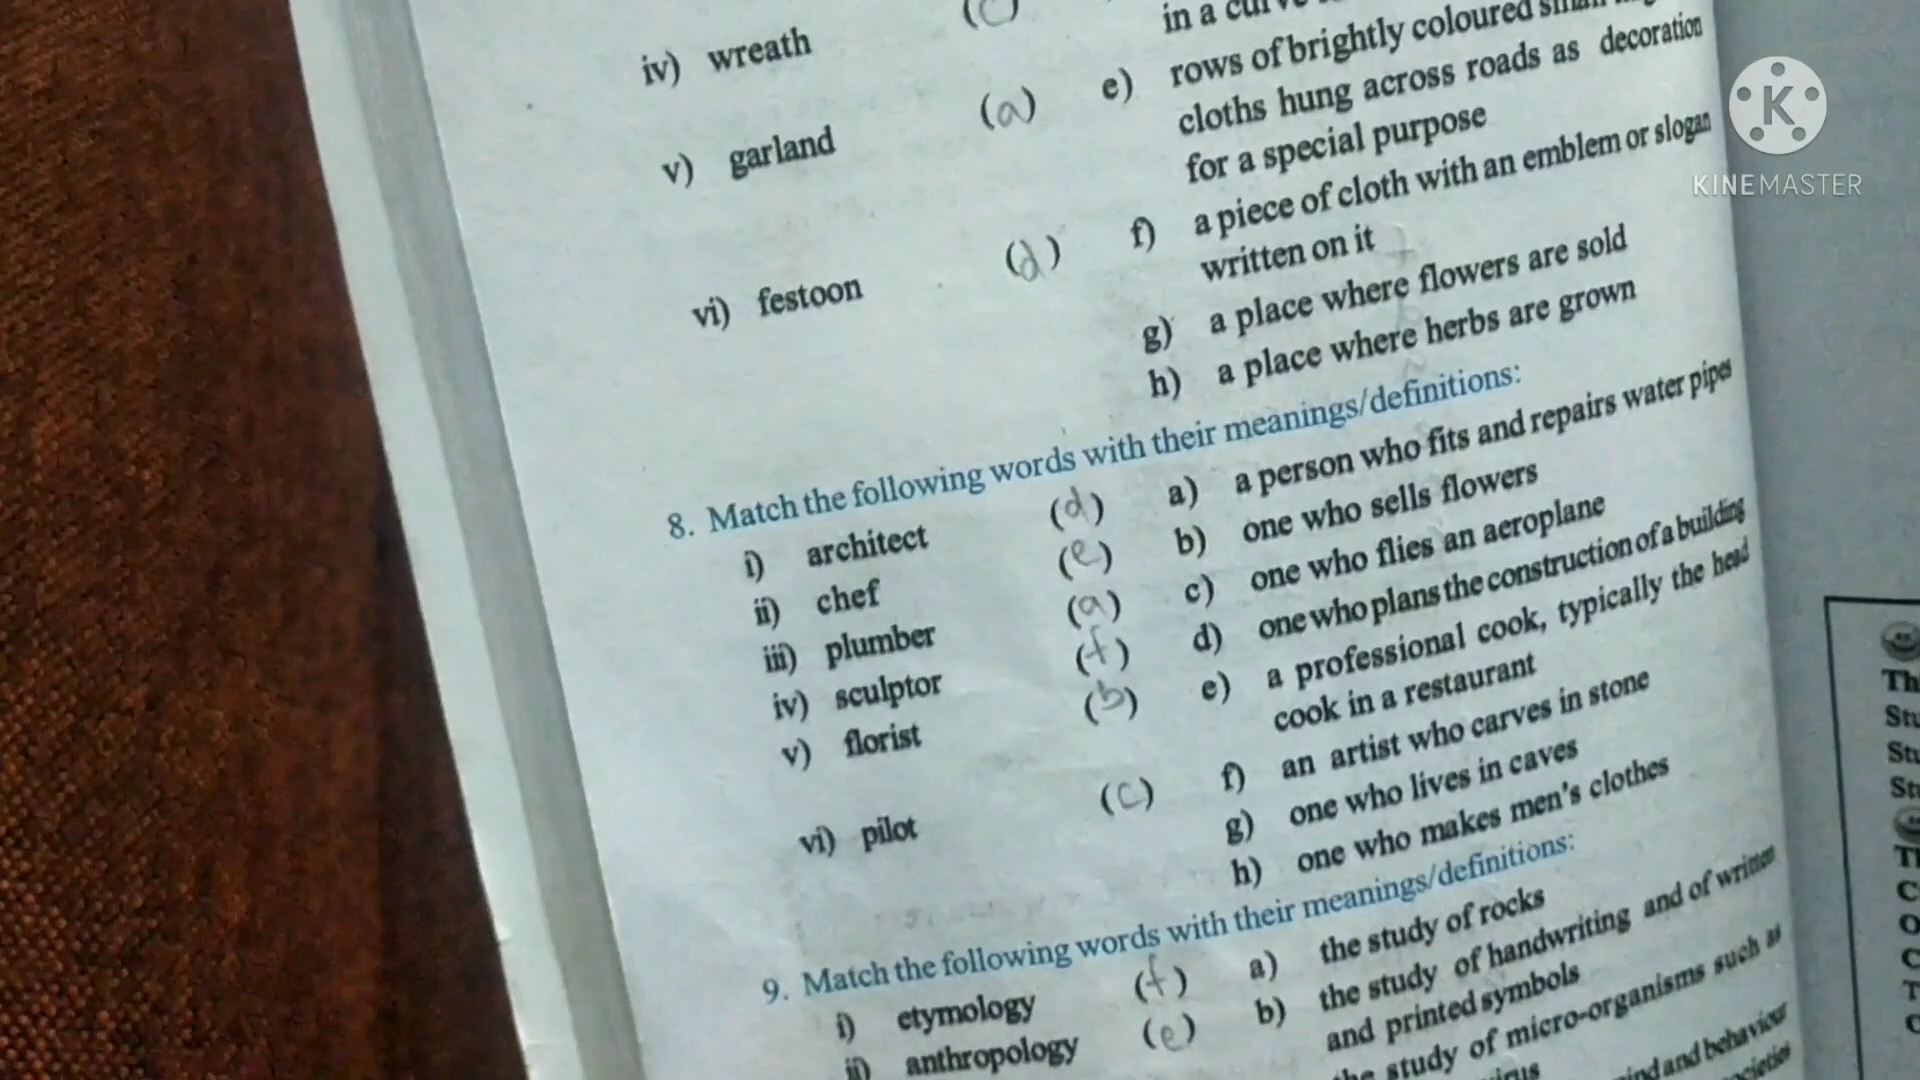 in a
iv) wreath (c) rows of brightly coloured
cloths hung across roads as decoration
v) garland (a) e) for a special purpose
f) a piece of cloth with an emblem or slogan
written on it
vi) festoon (d) g) a place where flowers are sold
h) a place where herbs are grown
8. Match the following words with their meanings/definitions:
i) architect (d) a) a person who fits and repairs water pipes
ii) chef (e) b) one who sells flowers
iii) plumber (a) c) one who flies an aeroplane
iv) sculptor (f) d) one who plans the construction of a building
v) florist (b) e) a professional cook, typically the head
cook in a restaurant
vi) pilot (c) f) an artist who carves in stone
g) one who lives in caves
h) one who makes men's clothes
9. Match the following words with their meanings/definitions:
i) etymology (f) a) the study of rocks
ii) anthropology (e) b) the study of handwriting and of written
and printed symbols
the study of micro-organisms such as
and behaviour
KINEMASTER